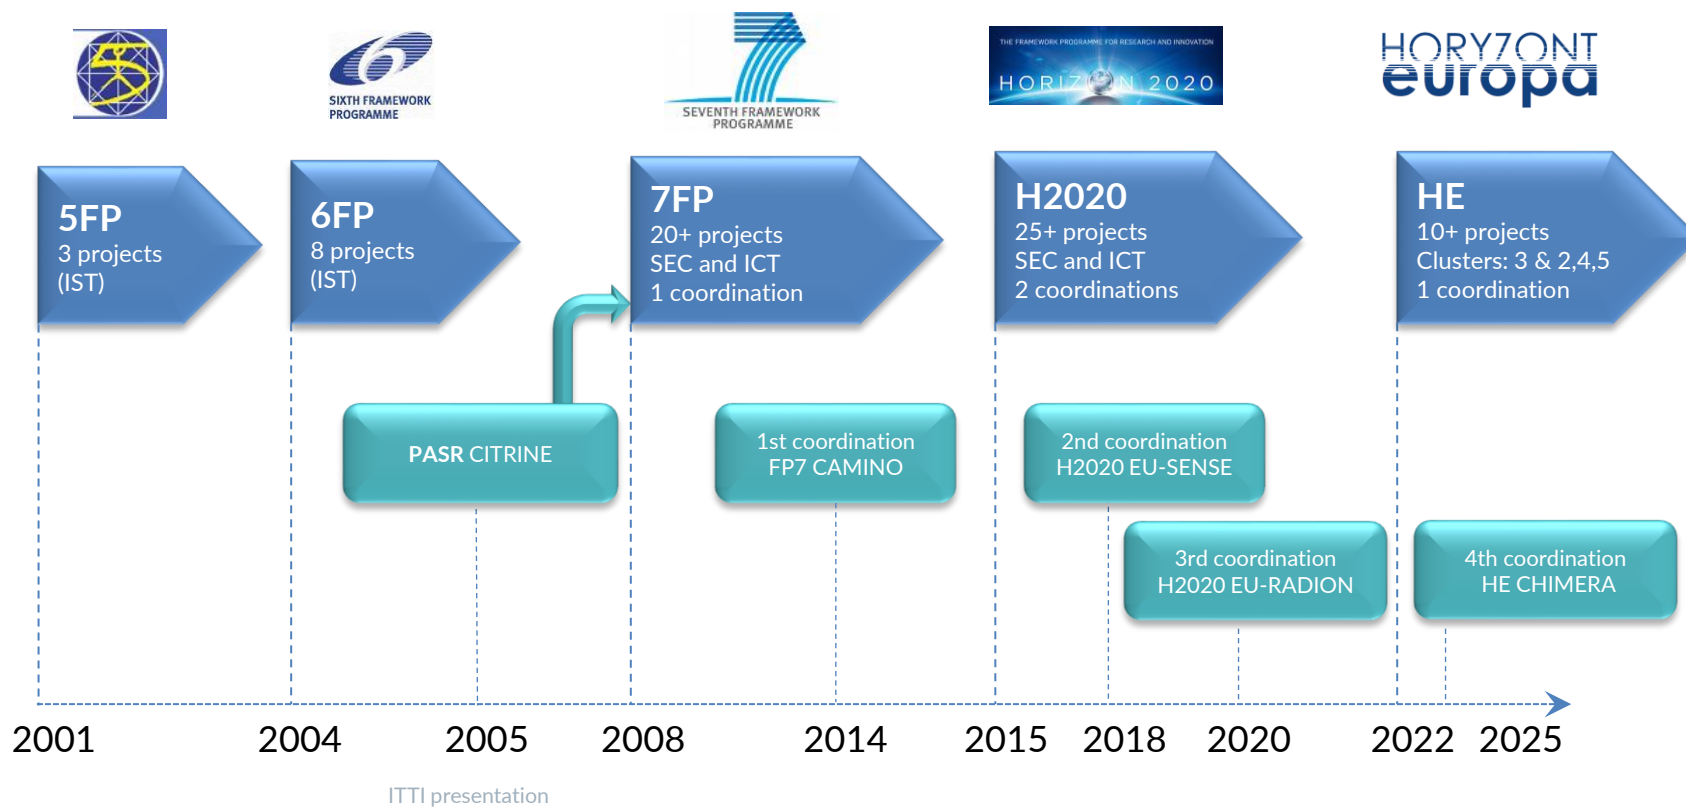 5
6
SIXTH FRAMEWORK
PROGRAMME
7
SEVENTH FRAMEWORK
PROGRAMME
THE FRAMEWORK PROGRAMME FOR RESEARCH AND INNOVATION
HORIZON 2020
HORYZONT
europa
5FP
3 projects
(IST)
6FP
8 projects
(IST)
7FP
20+ projects
SEC and ICT
1 coordination
H2020
25+ projects
SEC and ICT
2 coordinations
HE
10+ projects
Clusters: 3 & 2,4,5
1 coordination
PASR CITRINE
1st coordination
FP7 CAMINO
2nd coordination
H2020 EU-SENSE
3rd coordination
H2020 EU-RADION
4th coordination
HE CHIMERA
2001 2004 2005 2008 2014 2015 2018 2020 2022 2025
ITTI presentation